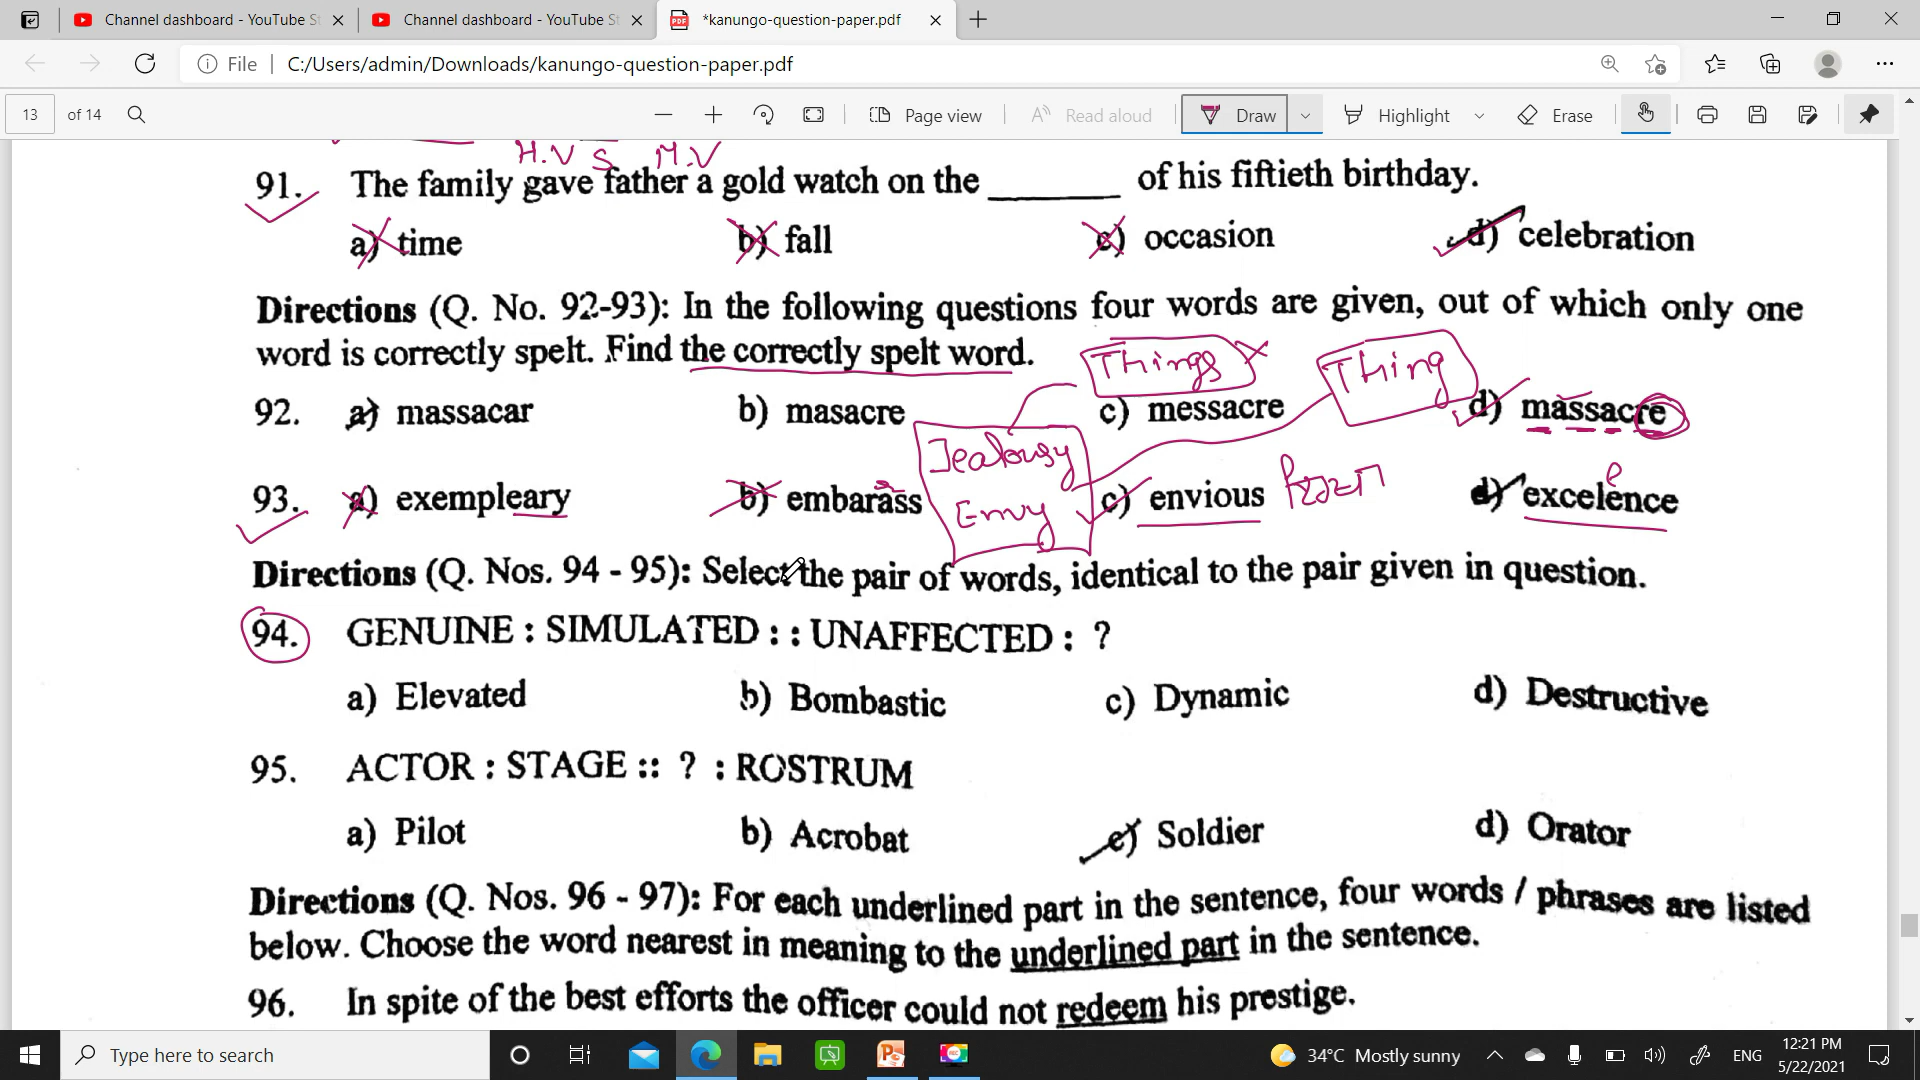 Channel dashboard - YouTube St
Channel dashboard - YouTube St
*kanungo-question-paper.pdf
File
C:/Users/admin/Downloads/kanungo-question-paper.pdf
13 of 14
Page view
Read aloud
Draw
Highlight
Erase
H.V S M.V
91. The family gave father a gold watch on the ______ of his fiftieth birthday.
a) time b) fall c) occasion d) celebration
Directions (Q. No. 92-93): In the following questions four words are given, out of which only one
word is correctly spelt. Find the correctly spelt word.
Things
Thing
92. a) massacar b) masacre c) messacre d) massacre
Jealousy
93. a) exempleary b) embarass c) envious d) excelence
Envy
Directions (Q. Nos. 94 - 95): Select the pair of words, identical to the pair given in question.
94. GENUINE : SIMULATED : : UNAFFECTED : ?
a) Elevated b) Bombastic c) Dynamic d) Destructive
95. ACTOR : STAGE :: ? : ROSTRUM
a) Pilot b) Acrobat c) Soldier d) Orator
Directions (Q. Nos. 96 - 97): For each underlined part in the sentence, four words / phrases are listed
below. Choose the word nearest in meaning to the underlined part in the sentence.
96. In spite of the best efforts the officer could not redeem his prestige.
Type here to search
34°C Mostly sunny
ENG
12:21 PM
5/22/2021